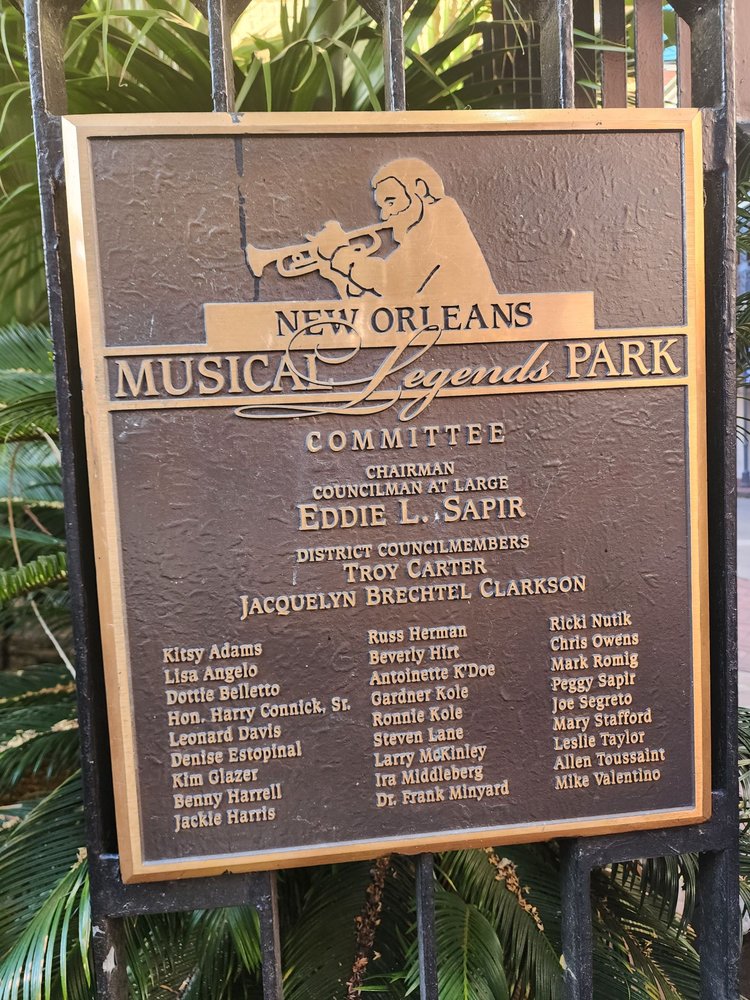 NEW ORLEANS
MUSICAL Legends PARK
COMMITTEE
CHAIRMAN
COUNCILMAN AT LARGE
EDDIE L. SAPIR
DISTRICT COUNCILMEMBERS
TROY CARTER
JACQUELYN BRECHTEL CLARKSON
Kitsy Adams
Lisa Angelo
Dottie Belletto
Hon. Harry Connick, Sr.
Leonard Davis
Denise Estopinal
Kim Glazer
Benny Harrell
Jackie Harris
Russ Herman
Beverly Hirt
Antoinette K'Doe
Gardner Kole
Ronnie Kole
Steven Lane
Larry McKinley
Ira Middleberg
Dr. Frank Minyard
Ricki Nutik
Chris Owens
Mark Romig
Peggy Sapir
Joe Segreto
Mary Stafford
Leslie Taylor
Allen Toussaint
Mike Valentino